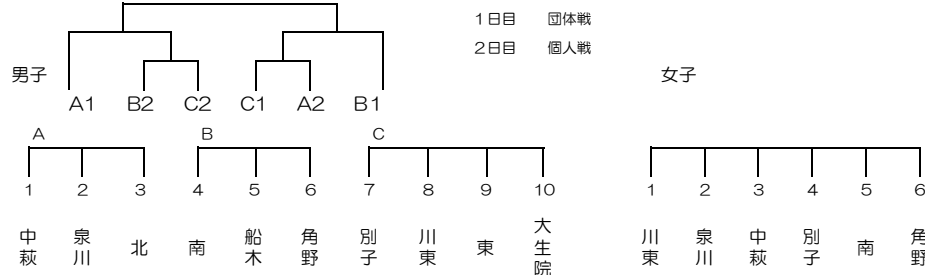 1日目 団体戦
2日目 個人戦
男子
女子
A1 B2 C2 C1 A2 B1
A B C
1 2 3 4 5 6 7 8 9 10
1 2 3 4 5 6
中萩 泉川 北 南 船木 角野 別子 川東 東 大生院
川東 泉川 中萩 別子 南 角野